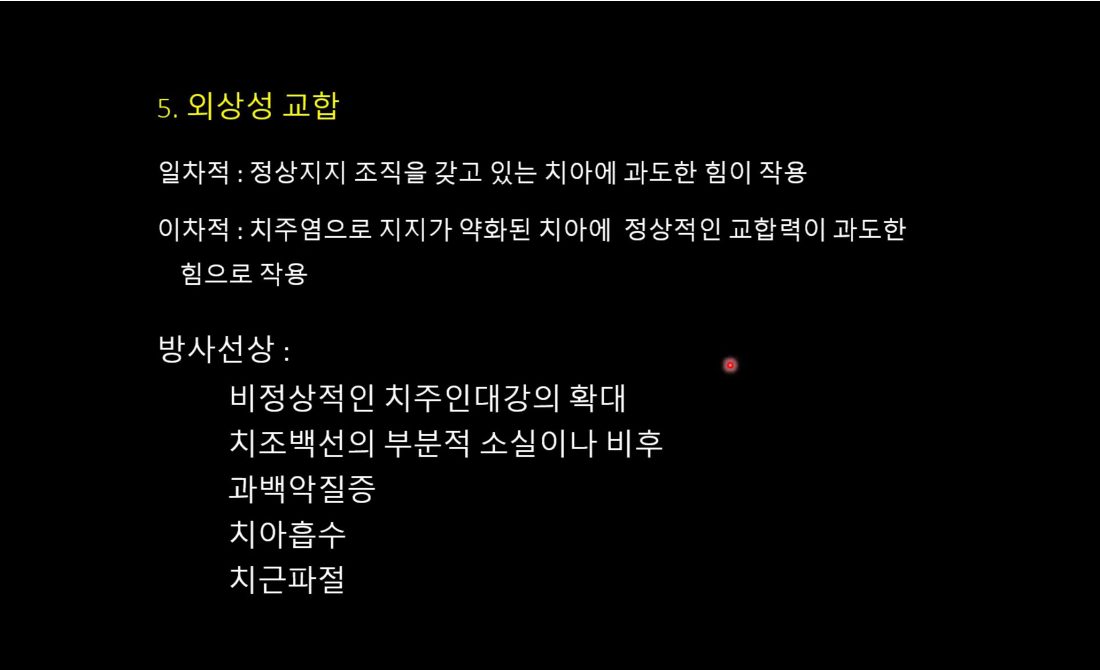 5. 외상성 교합
일차적 : 정상지지 조직을 갖고 있는 치아에 과도한 힘이 작용
이차적 : 치주염으로 지지가 약화된 치아에 정상적인 교합력이 과도한
힘으로 작용
방사선상 :
비정상적인 치주인대강의 확대
치조백선의 부분적 소실이나 비후
과백악질증
치아흡수
치근파절